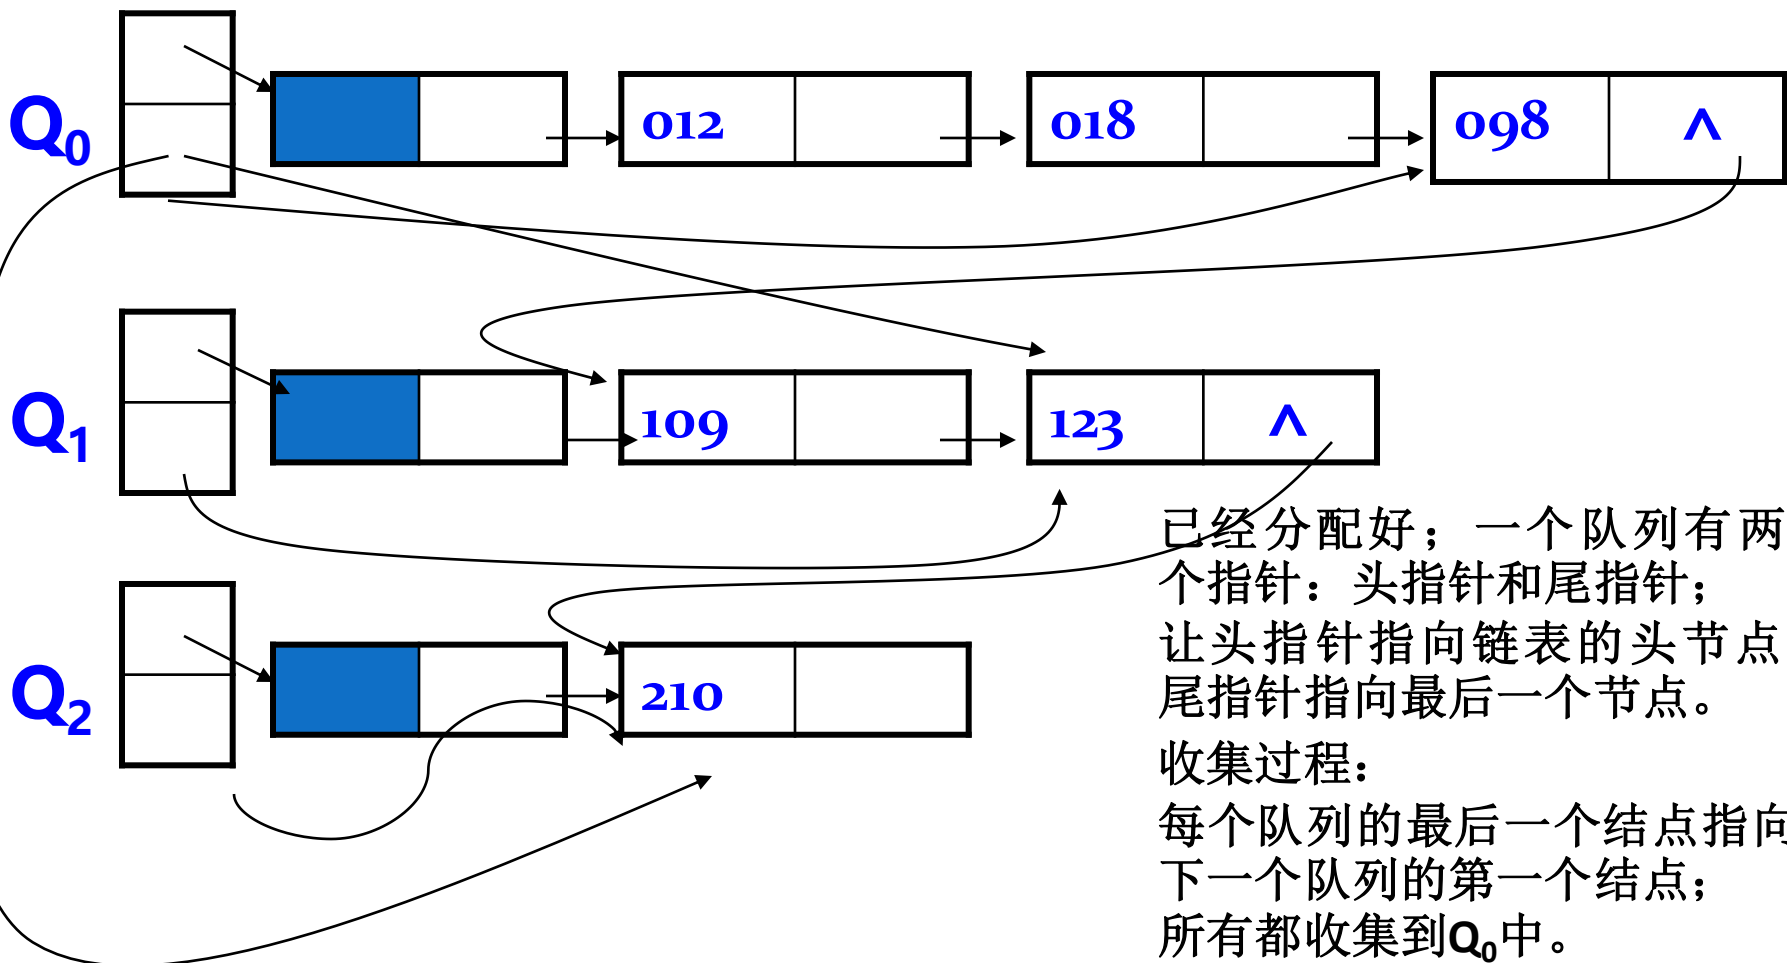 Q0
012 018 098 ^
Q1
109 123 ^
Q2
210
已经分配好；一个队列有两
个指针：头指针和尾指针；
让头指针指向链表的头节点
尾指针指向最后一个节点。
收集过程：
每个队列的最后一个结点指向
下一个队列的第一个结点；
所有都收集到Q0中。